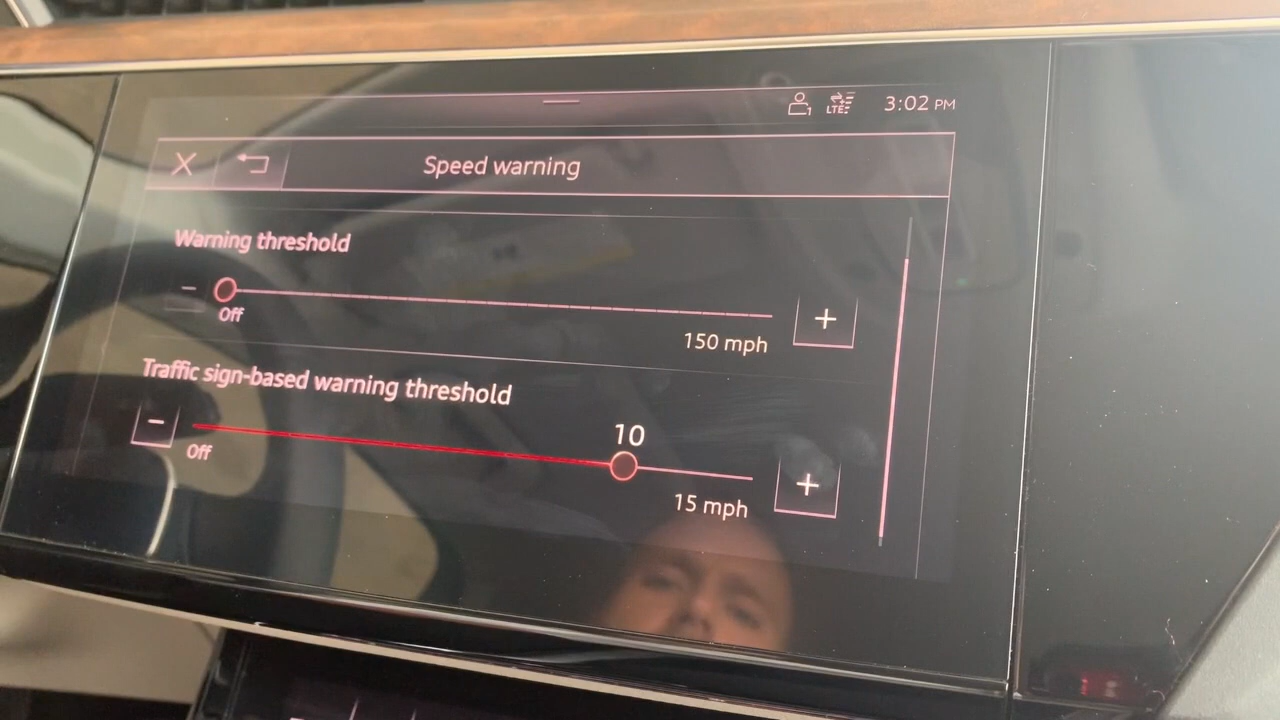 1 LTE 3:02 PM
Speed warning
Warning threshold
Off
150 mph
Traffic sign-based warning threshold
10
Off
15 mph